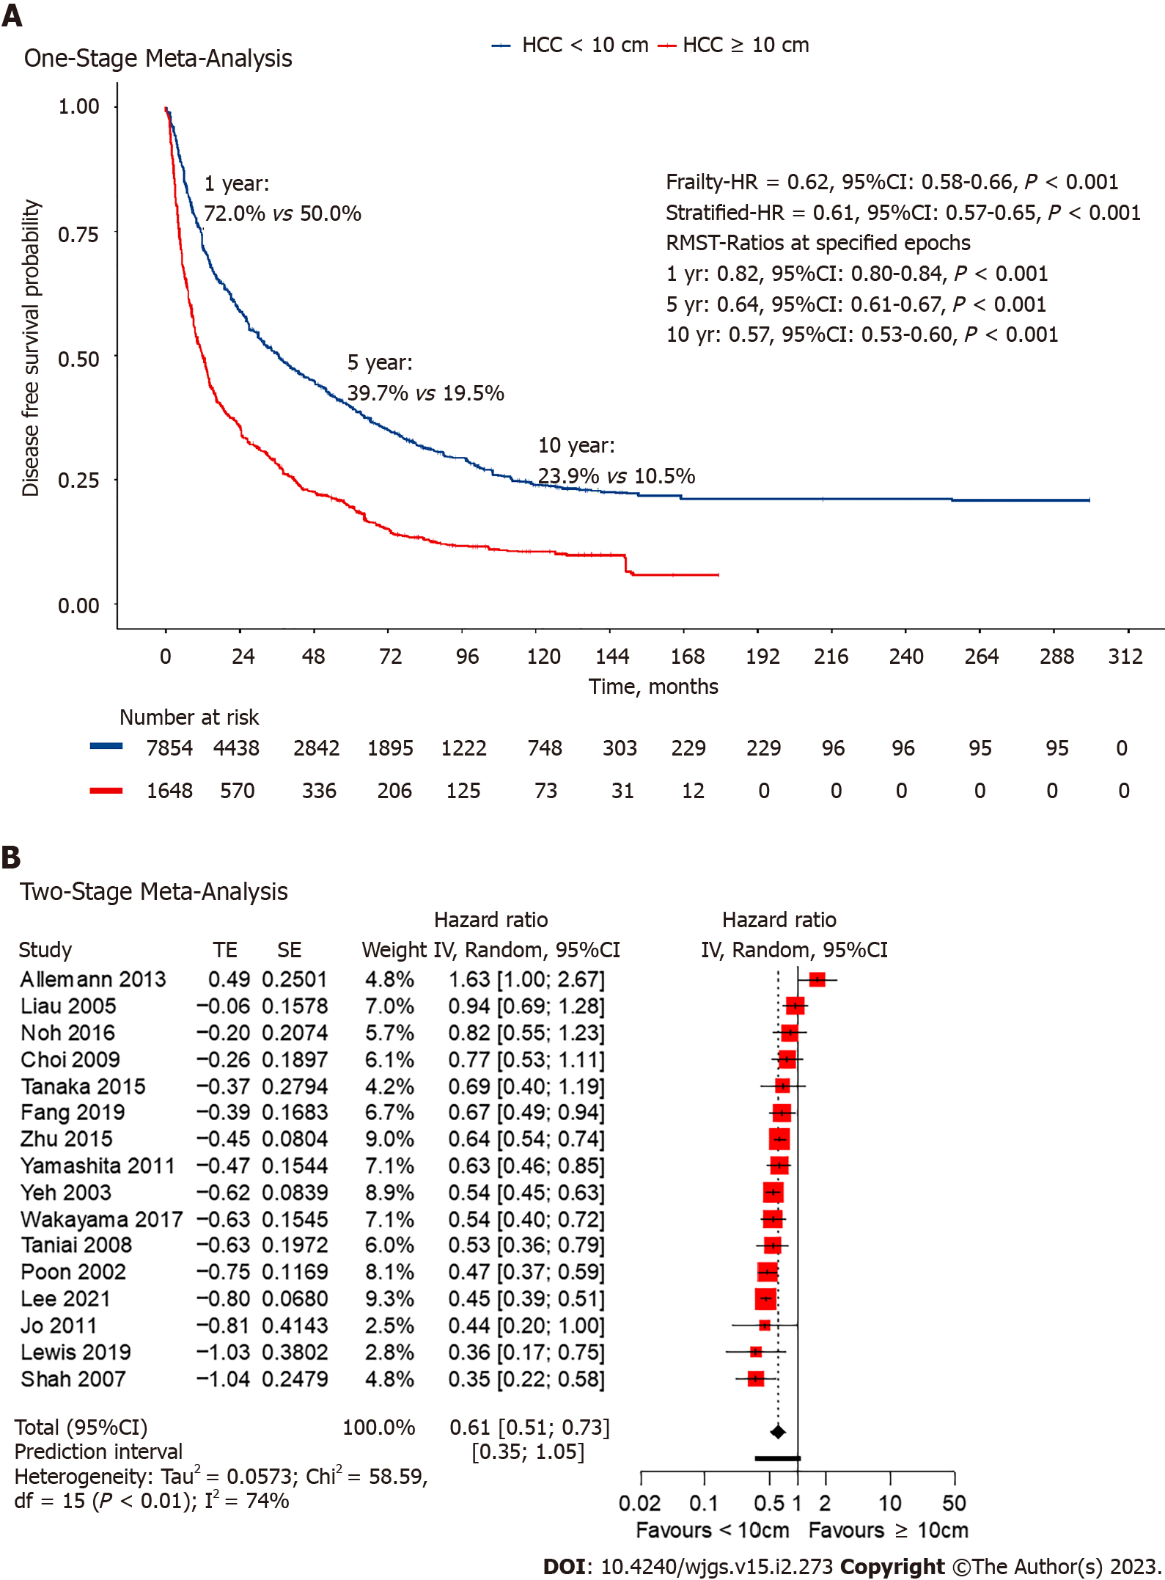 A
HCC < 10 cm HCC ≥ 10 cm
One-Stage Meta-Analysis
Disease free survival probability
1.00
0.75
0.50
0.25
0.00
1 year:
72.0% vs 50.0%
5 year:
39.7% vs 19.5%
10 year:
23.9% vs 10.5%
Frailty-HR = 0.62, 95%CI: 0.58-0.66, P < 0.001
Stratified-HR = 0.61, 95%CI: 0.57-0.65, P < 0.001
RMST-Ratios at specified epochs
1 yr: 0.82, 95%CI: 0.80-0.84, P < 0.001
5 yr: 0.64, 95%CI: 0.61-0.67, P < 0.001
10 yr: 0.57, 95%CI: 0.53-0.60, P < 0.001
0 24 48 72 96 120 144 168 192 216 240 264 288 312
Time, months
Number at risk
7854 4438 2842 1895 1222 748 303 229 229 96 96 95 95 0
1648 570 336 206 125 73 31 12 0 0 0 0 0 0
B
Two-Stage Meta-Analysis
Hazard ratio Hazard ratio
Study TE SE Weight IV, Random, 95%CI IV, Random, 95%CI
Allemann 2013 0.49 0.2501 4.8% 1.63 [1.00; 2.67]
Liau 2005 −0.06 0.1578 7.0% 0.94 [0.69; 1.28]
Noh 2016 −0.20 0.2074 5.7% 0.82 [0.55; 1.23]
Choi 2009 −0.26 0.1897 6.1% 0.77 [0.53; 1.11]
Tanaka 2015 −0.37 0.2794 4.2% 0.69 [0.40; 1.19]
Fang 2019 −0.39 0.1683 6.7% 0.67 [0.49; 0.94]
Zhu 2015 −0.45 0.0804 9.0% 0.64 [0.54; 0.74]
Yamashita 2011 −0.47 0.1544 7.1% 0.63 [0.46; 0.85]
Yeh 2003 −0.62 0.0839 8.9% 0.54 [0.45; 0.63]
Wakayama 2017 −0.63 0.1545 7.1% 0.54 [0.40; 0.72]
Taniai 2008 −0.63 0.1972 6.0% 0.53 [0.36; 0.79]
Poon 2002 −0.75 0.1169 8.1% 0.47 [0.37; 0.59]
Lee 2021 −0.80 0.0680 9.3% 0.45 [0.39; 0.51]
Jo 2011 −0.81 0.4143 2.5% 0.44 [0.20; 1.00]
Lewis 2019 −1.03 0.3802 2.8% 0.36 [0.17; 0.75]
Shah 2007 −1.04 0.2479 4.8% 0.35 [0.22; 0.58]
Total (95%CI) 100.0% 0.61 [0.51; 0.73]
Prediction interval [0.35; 1.05]
Heterogeneity: Tau² = 0.0573; Chi² = 58.59,
df = 15 (P < 0.01); I² = 74%
0.02 0.1 0.5 1 2 10 50
Favours < 10cm Favours ≥ 10cm
DOI: 10.4240/wjgs.v15.i2.273 Copyright ©The Author(s) 2023.